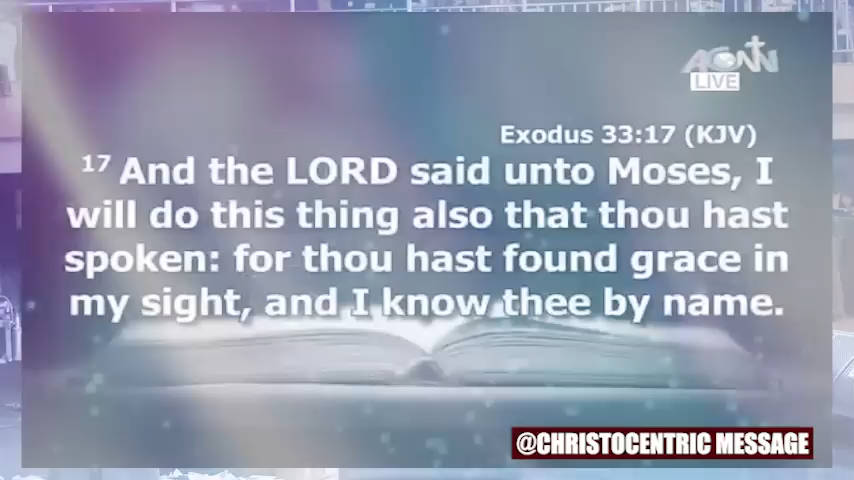 AGNN
LIVE
Exodus 33:17 (KJV)
17 And the LORD said unto Moses, I
will do this thing also that thou hast
spoken: for thou hast found grace in
my sight, and I know thee by name.
@CHRISTOCENTRIC MESSAGE